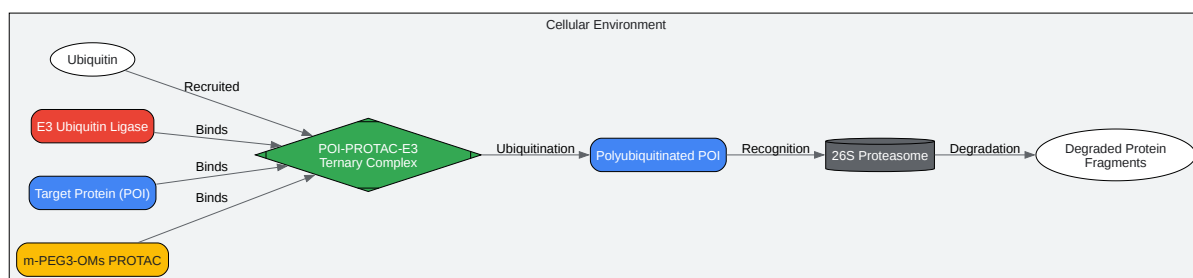 Cellular Environment
Ubiquitin
Recruited
E3 Ubiquitin Ligase
Binds
POI-PROTAC-E3
Ternary Complex
Ubiquitination
Polyubiquitinated POI
Recognition
26S Proteasome
Degradation
Degraded Protein
Fragments
Target Protein (POI)
Binds
Binds
m-PEG3-OMs PROTAC